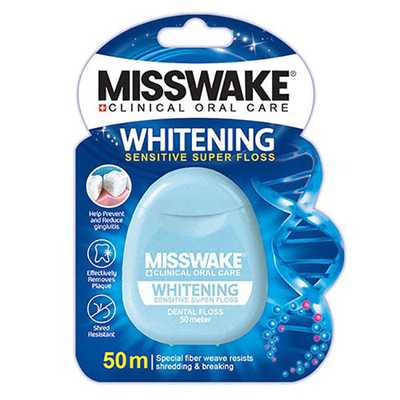 MISSWAKE®
CLINICAL ORAL CARE
WHITENING
SENSITIVE SUPER FLOSS
Help Prevent
and Reduce
gingivitis
Effectively
Removes
Plaque
Shred
Resistant
MISSWAKE®
CLINICAL ORAL CARE
WHITENING
SENSITIVE SUPER FLOSS
DENTAL FLOSS
50 meter
50m
Special fiber weave resists
shredding & breaking